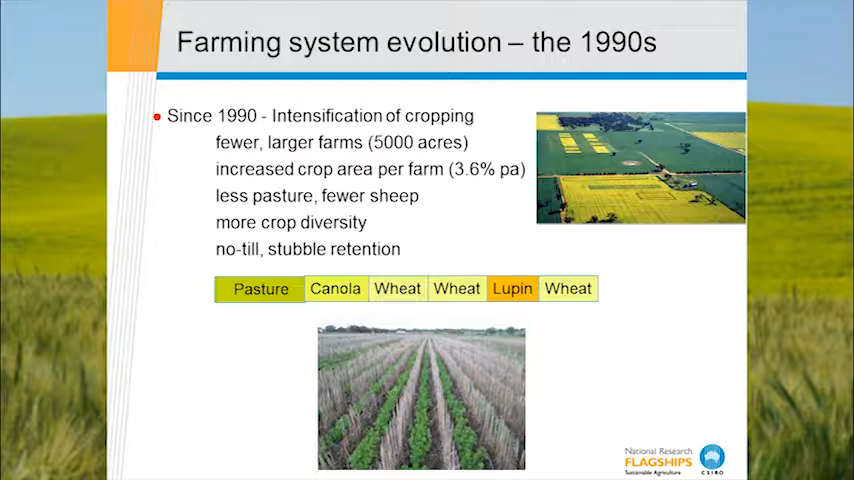 Farming system evolution – the 1990s
Since 1990 - Intensification of cropping
fewer, larger farms (5000 acres)
increased crop area per farm (3.6% pa)
less pasture, fewer sheep
more crop diversity
no-till, stubble retention
Pasture Canola Wheat Wheat Lupin Wheat
National Research
FLAGSHIPS
Sustainable Agriculture
CSIRO